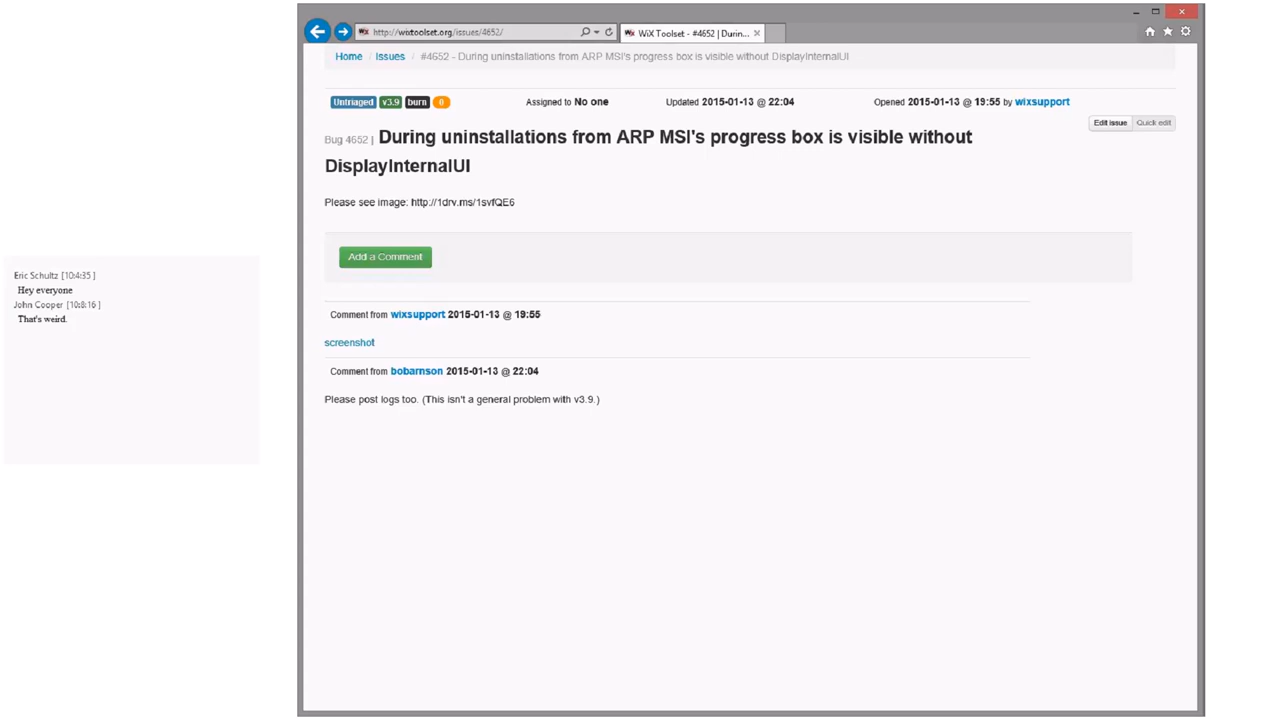 http://wixtoolset.org/issues/4652/
WiX Toolset - #4652 | Durin...
Home / Issues / #4652 - During uninstallations from ARP MSI's progress box is visible without DisplayInternalUI
Untriaged v3.9 burn 0 Assigned to No one Updated 2015-01-13 @ 22:04 Opened 2015-01-13 @ 19:55 by wixsupport
Edit issue Quick edit
Bug 4652 | During uninstallations from ARP MSI's progress box is visible without
DisplayInternalUI
Please see image: http://1drv.ms/1svfQE6
Add a Comment
Comment from wixsupport 2015-01-13 @ 19:55
screenshot
Comment from bobarnson 2015-01-13 @ 22:04
Please post logs too. (This isn't a general problem with v3.9.)
Eric Schultz [10:4:35 ]
Hey everyone
John Cooper [10:8:16 ]
That's weird.